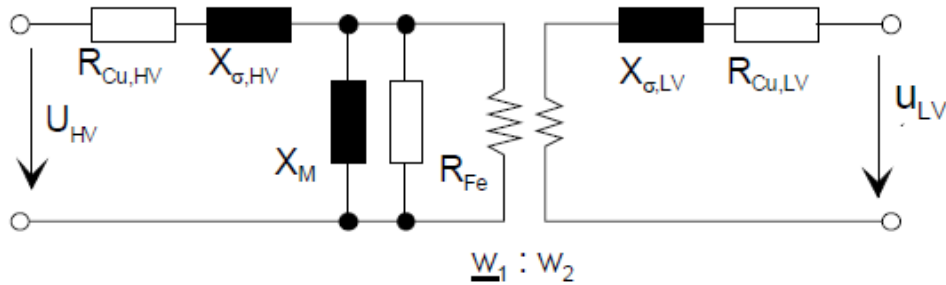 R_Cu,HV X_σ,HV X_σ,LV R_Cu,LV
U_HV u_LV
X_M R_Fe
w_1 : w_2